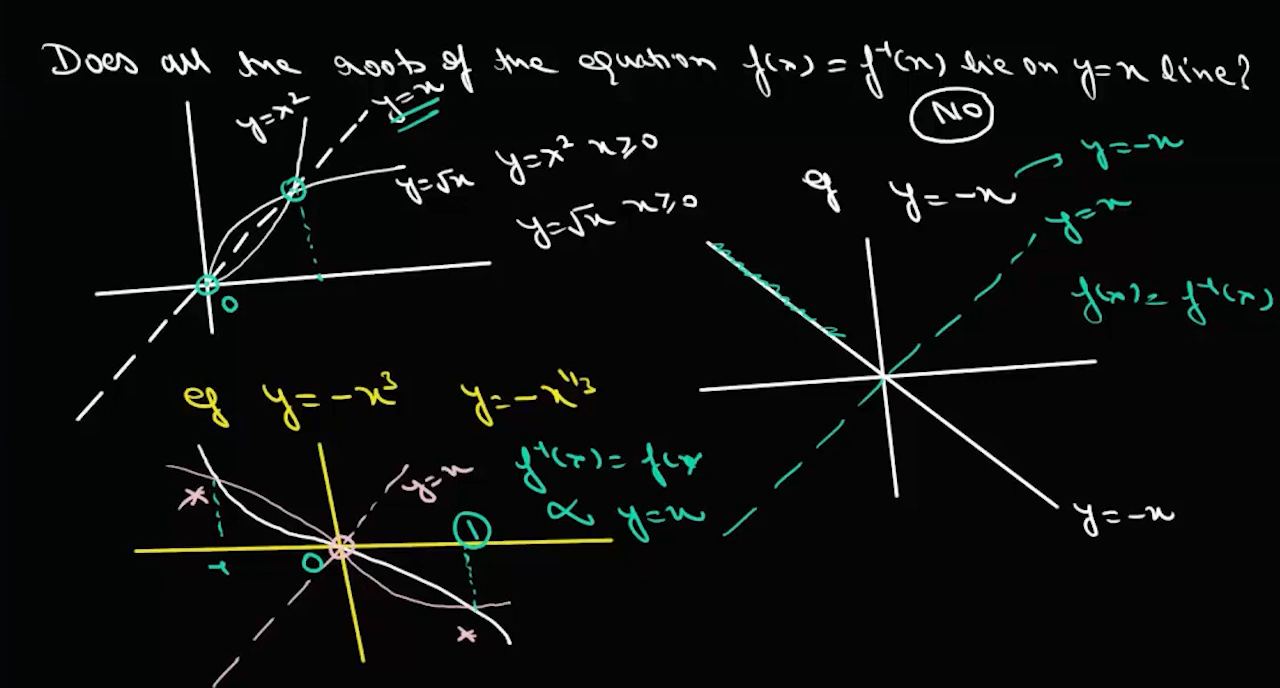 Does all the roots of the equation f(x) = f⁻¹(x) lie on y=x line?
NO
y=x²
y=x
y=√x
y=x² x≥0
y=√x x≥0
eg y=-x
y=-x
y=x
f(x)=f⁻¹(x)
0
y=-x
eg y=-x³ y=-x^1/3
y=x
f⁻¹(x)=f(x)
∝ y=x
-1
0
1